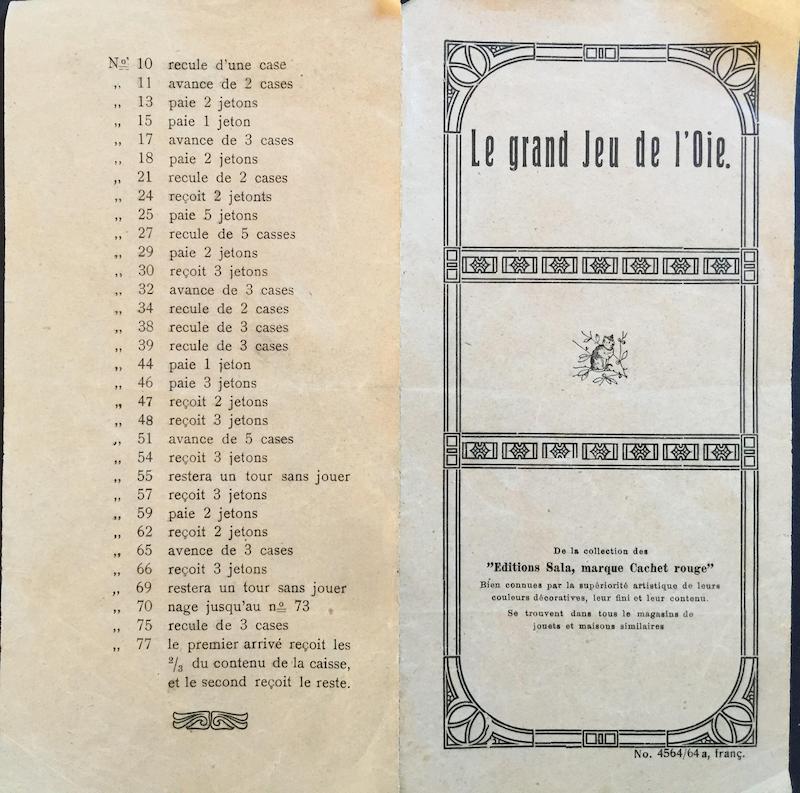 Nº 10 recule d'une case
„ 11 avance de 2 cases
„ 13 paie 2 jetons
„ 15 paie 1 jeton
„ 17 avance de 3 cases
„ 18 paie 2 jetons
„ 21 recule de 2 cases
„ 24 reçoit 2 jetonts
„ 25 paie 5 jetons
„ 27 recule de 5 casses
„ 29 paie 2 jetons
„ 30 reçoit 3 jetons
„ 32 avance de 3 cases
„ 34 recule de 2 cases
„ 38 recule de 3 cases
„ 39 recule de 3 cases
„ 44 paie 1 jeton
„ 46 paie 3 jetons
„ 47 reçoit 2 jetons
„ 48 reçoit 3 jetons
„ 51 avance de 5 cases
„ 54 reçoit 3 jetons
„ 55 restera un tour sans jouer
„ 57 reçoit 3 jetons
„ 59 paie 2 jetons
„ 62 reçoit 2 jetons
„ 65 avence de 3 cases
„ 66 reçoit 3 jetons
„ 69 restera un tour sans jouer
„ 70 nage jusqu'au nº 73
„ 75 recule de 3 cases
„ 77 le premier arrivé reçoit les
2/3 du contenu de la caisse,
et le second reçoit le reste.
Le grand Jeu de l'Oie.
De la collection des
"Editions Sala, marque Cachet rouge"
Bien connues par la supériorité artistique de leurs
couleurs décoratives, leur fini et leur contenu.
Se trouvent dans tous le magasins de
jouets et maisons similaires
No. 4564/64 a, franç.